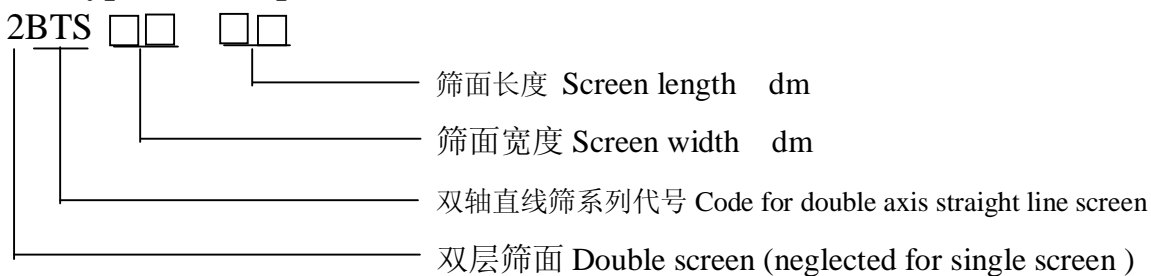 2BTS □□ □□
筛面长度 Screen length dm
筛面宽度 Screen width dm
双轴直线筛系列代号 Code for double axis straight line screen
双层筛面 Double screen (neglected for single screen )